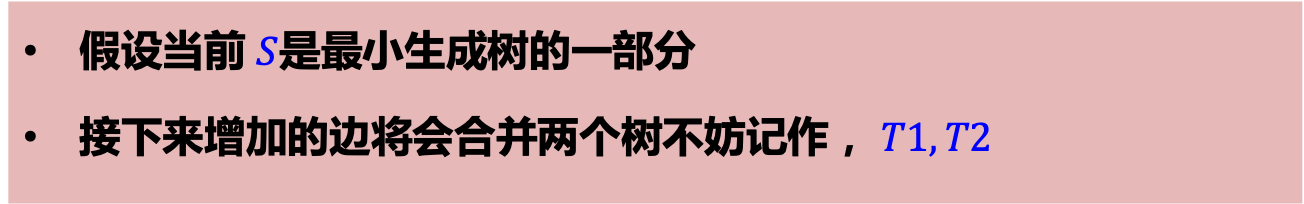 • 假设当前 S是最小生成树的一部分
• 接下来增加的边将会合并两个树不妨记作， T1,T2